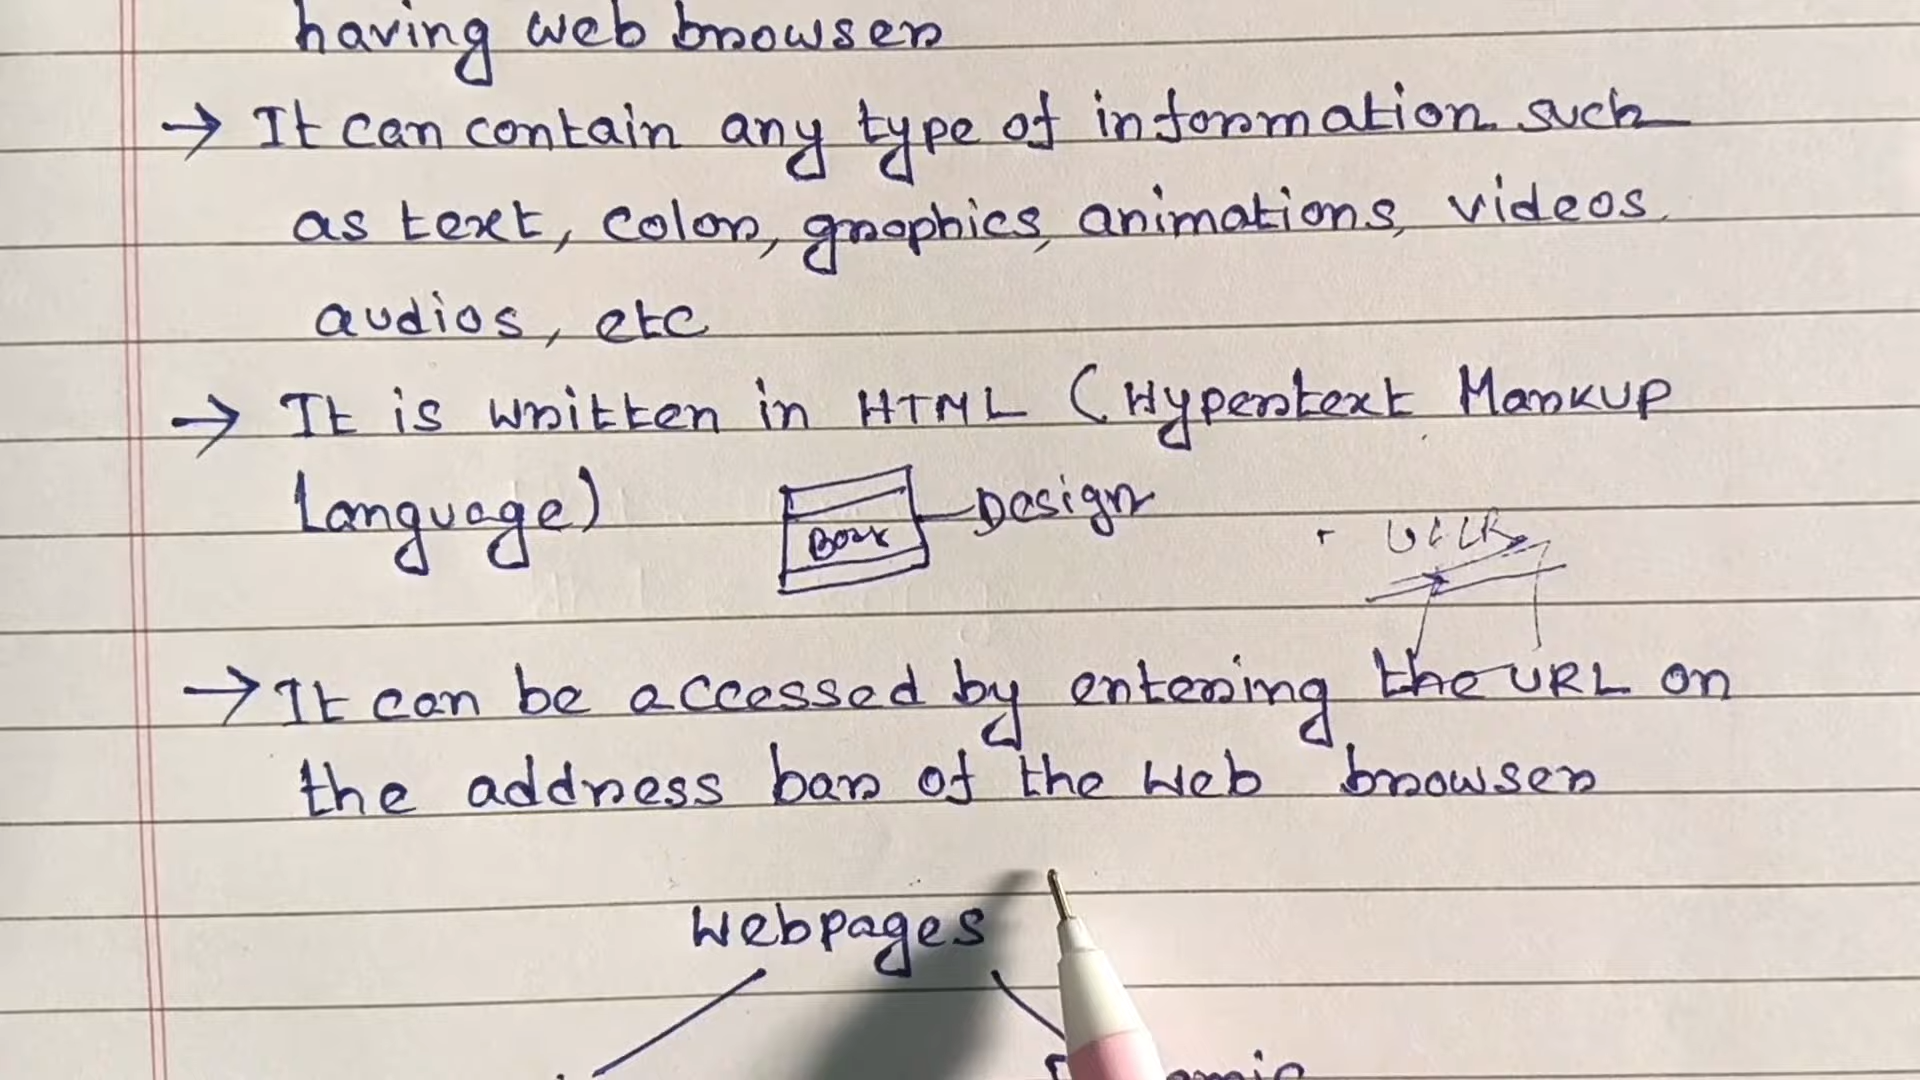 having web browser
→ It can contain any type of information such
as text, color, graphics, animations, videos
audios, etc
→ It is written in HTML (Hypertext Markup
Language)
Book
Design
→ It can be accessed by entering the URL on
the address bar of the web browser
Webpages